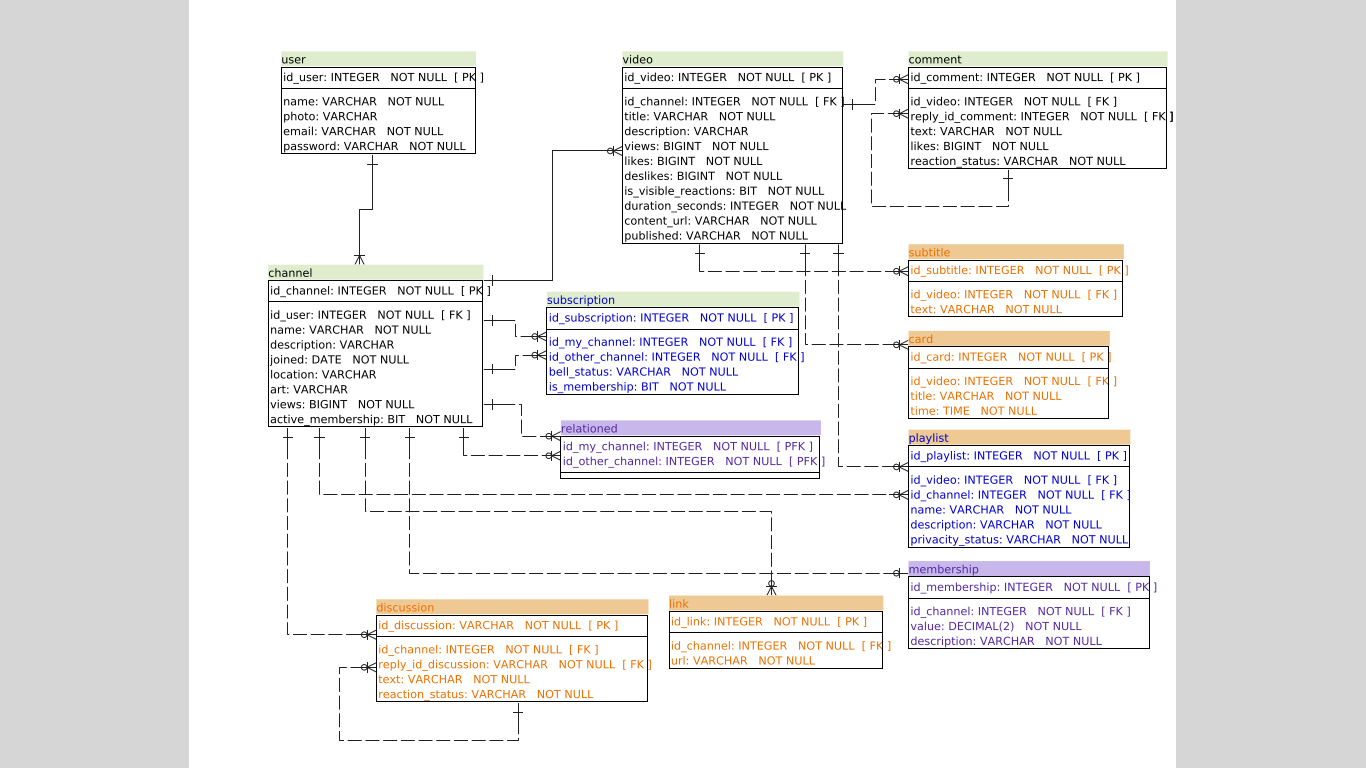 user
id_user: INTEGER NOT NULL [ PK ]
name: VARCHAR NOT NULL
photo: VARCHAR
email: VARCHAR NOT NULL
password: VARCHAR NOT NULL
video
id_video: INTEGER NOT NULL [ PK ]
id_channel: INTEGER NOT NULL [ FK ]
title: VARCHAR NOT NULL
description: VARCHAR
views: BIGINT NOT NULL
likes: BIGINT NOT NULL
deslikes: BIGINT NOT NULL
is_visible_reactions: BIT NOT NULL
duration_seconds: INTEGER NOT NULL
content_url: VARCHAR NOT NULL
published: VARCHAR NOT NULL
comment
id_comment: INTEGER NOT NULL [ PK ]
id_video: INTEGER NOT NULL [ FK ]
reply_id_comment: INTEGER NOT NULL [ FK ]
text: VARCHAR NOT NULL
likes: BIGINT NOT NULL
reaction_status: VARCHAR NOT NULL
channel
id_channel: INTEGER NOT NULL [ PK ]
id_user: INTEGER NOT NULL [ FK ]
name: VARCHAR NOT NULL
description: VARCHAR
joined: DATE NOT NULL
location: VARCHAR
art: VARCHAR
views: BIGINT NOT NULL
active_membership: BIT NOT NULL
subscription
id_subscription: INTEGER NOT NULL [ PK ]
id_my_channel: INTEGER NOT NULL [ FK ]
id_other_channel: INTEGER NOT NULL [ FK ]
bell_status: VARCHAR NOT NULL
is_membership: BIT NOT NULL
relationed
id_my_channel: INTEGER NOT NULL [ PFK ]
id_other_channel: INTEGER NOT NULL [ PFK ]
subtitle
id_subtitle: INTEGER NOT NULL [ PK ]
id_video: INTEGER NOT NULL [ FK ]
text: VARCHAR NOT NULL
card
id_card: INTEGER NOT NULL [ PK ]
id_video: INTEGER NOT NULL [ FK ]
title: VARCHAR NOT NULL
time: TIME NOT NULL
playlist
id_playlist: INTEGER NOT NULL [ PK ]
id_video: INTEGER NOT NULL [ FK ]
id_channel: INTEGER NOT NULL [ FK ]
name: VARCHAR NOT NULL
description: VARCHAR NOT NULL
privacity_status: VARCHAR NOT NULL
membership
id_membership: INTEGER NOT NULL [ PK ]
id_channel: INTEGER NOT NULL [ FK ]
value: DECIMAL(2) NOT NULL
description: VARCHAR NOT NULL
discussion
id_discussion: VARCHAR NOT NULL [ PK ]
id_channel: INTEGER NOT NULL [ FK ]
reply_id_discussion: VARCHAR NOT NULL [ FK ]
text: VARCHAR NOT NULL
reaction_status: VARCHAR NOT NULL
link
id_link: INTEGER NOT NULL [ PK ]
id_channel: INTEGER NOT NULL [ FK ]
url: VARCHAR NOT NULL